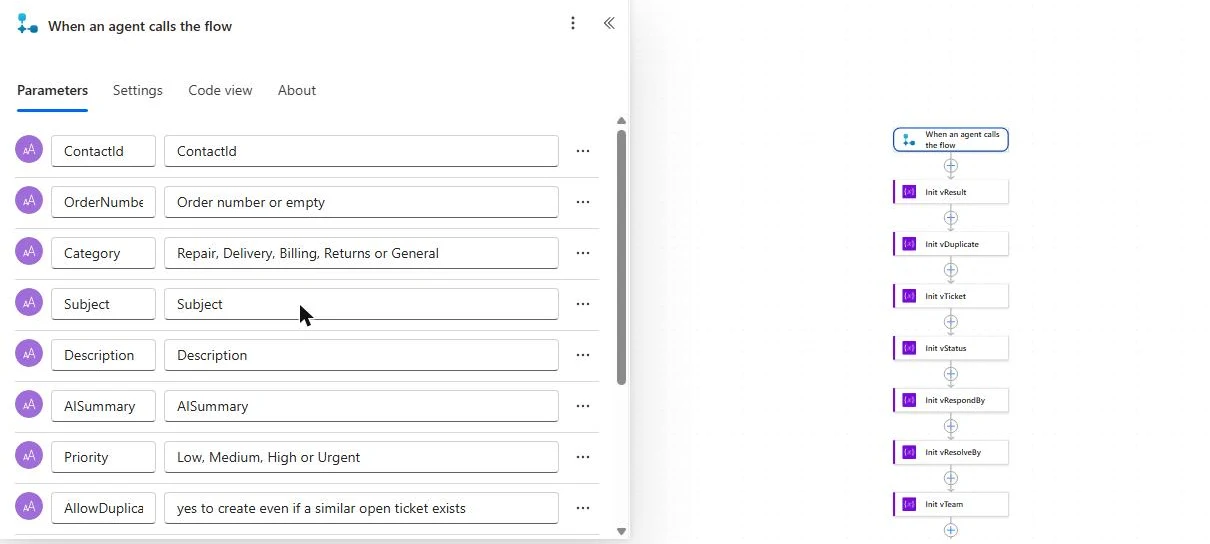 When an agent calls the flow
Parameters Settings Code view About
ContactId ContactId
OrderNumbe Order number or empty
Category Repair, Delivery, Billing, Returns or General
Subject Subject
Description Description
AISummary AISummary
Priority Low, Medium, High or Urgent
AllowDuplica yes to create even if a similar open ticket exists
When an agent calls
the flow
Init vResult
Init vDuplicate
Init vTicket
Init vStatus
Init vRespondBy
Init vResolveBy
Init vTeam